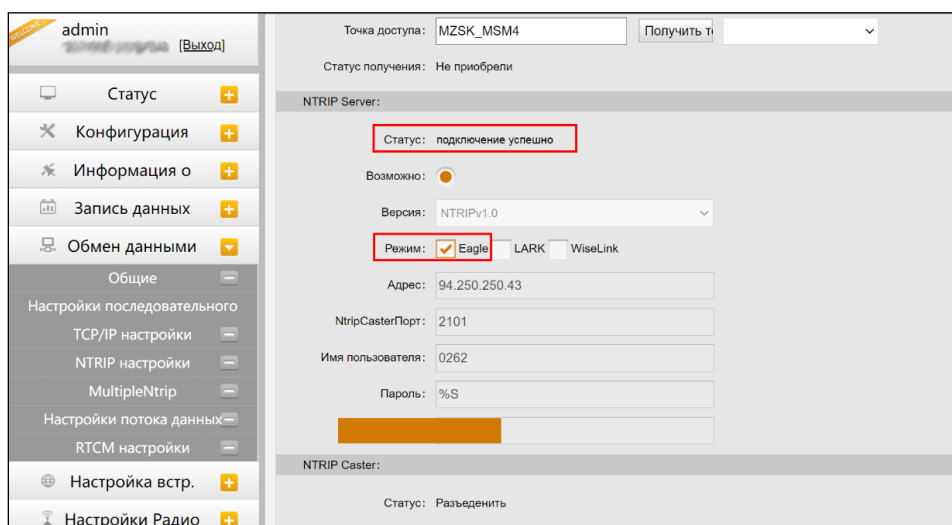 WELCOME
admin
[Выход]
Статус
Конфигурация
Информация о
Запись данных
Обмен данными
Общие
Настройки последовательного
TCP/IP настройки
NTRIP настройки
MultipleNtrip
Настройки потока данных
RTCM настройки
Настройка встр.
Настройки Радио
Точка доступа: MZSK_MSM4 Получить т
Статус получения: Не приобрели
NTRIP Server:
Статус: подключение успешно
Возможно:
Версия: NTRIPv1.0
Режим: Eagle LARK WiseLink
Адрес: 94.250.250.43
NtripCasterПорт: 2101
Имя пользователя: 0262
Пароль: %S
NTRIP Caster:
Статус: Разъеденить